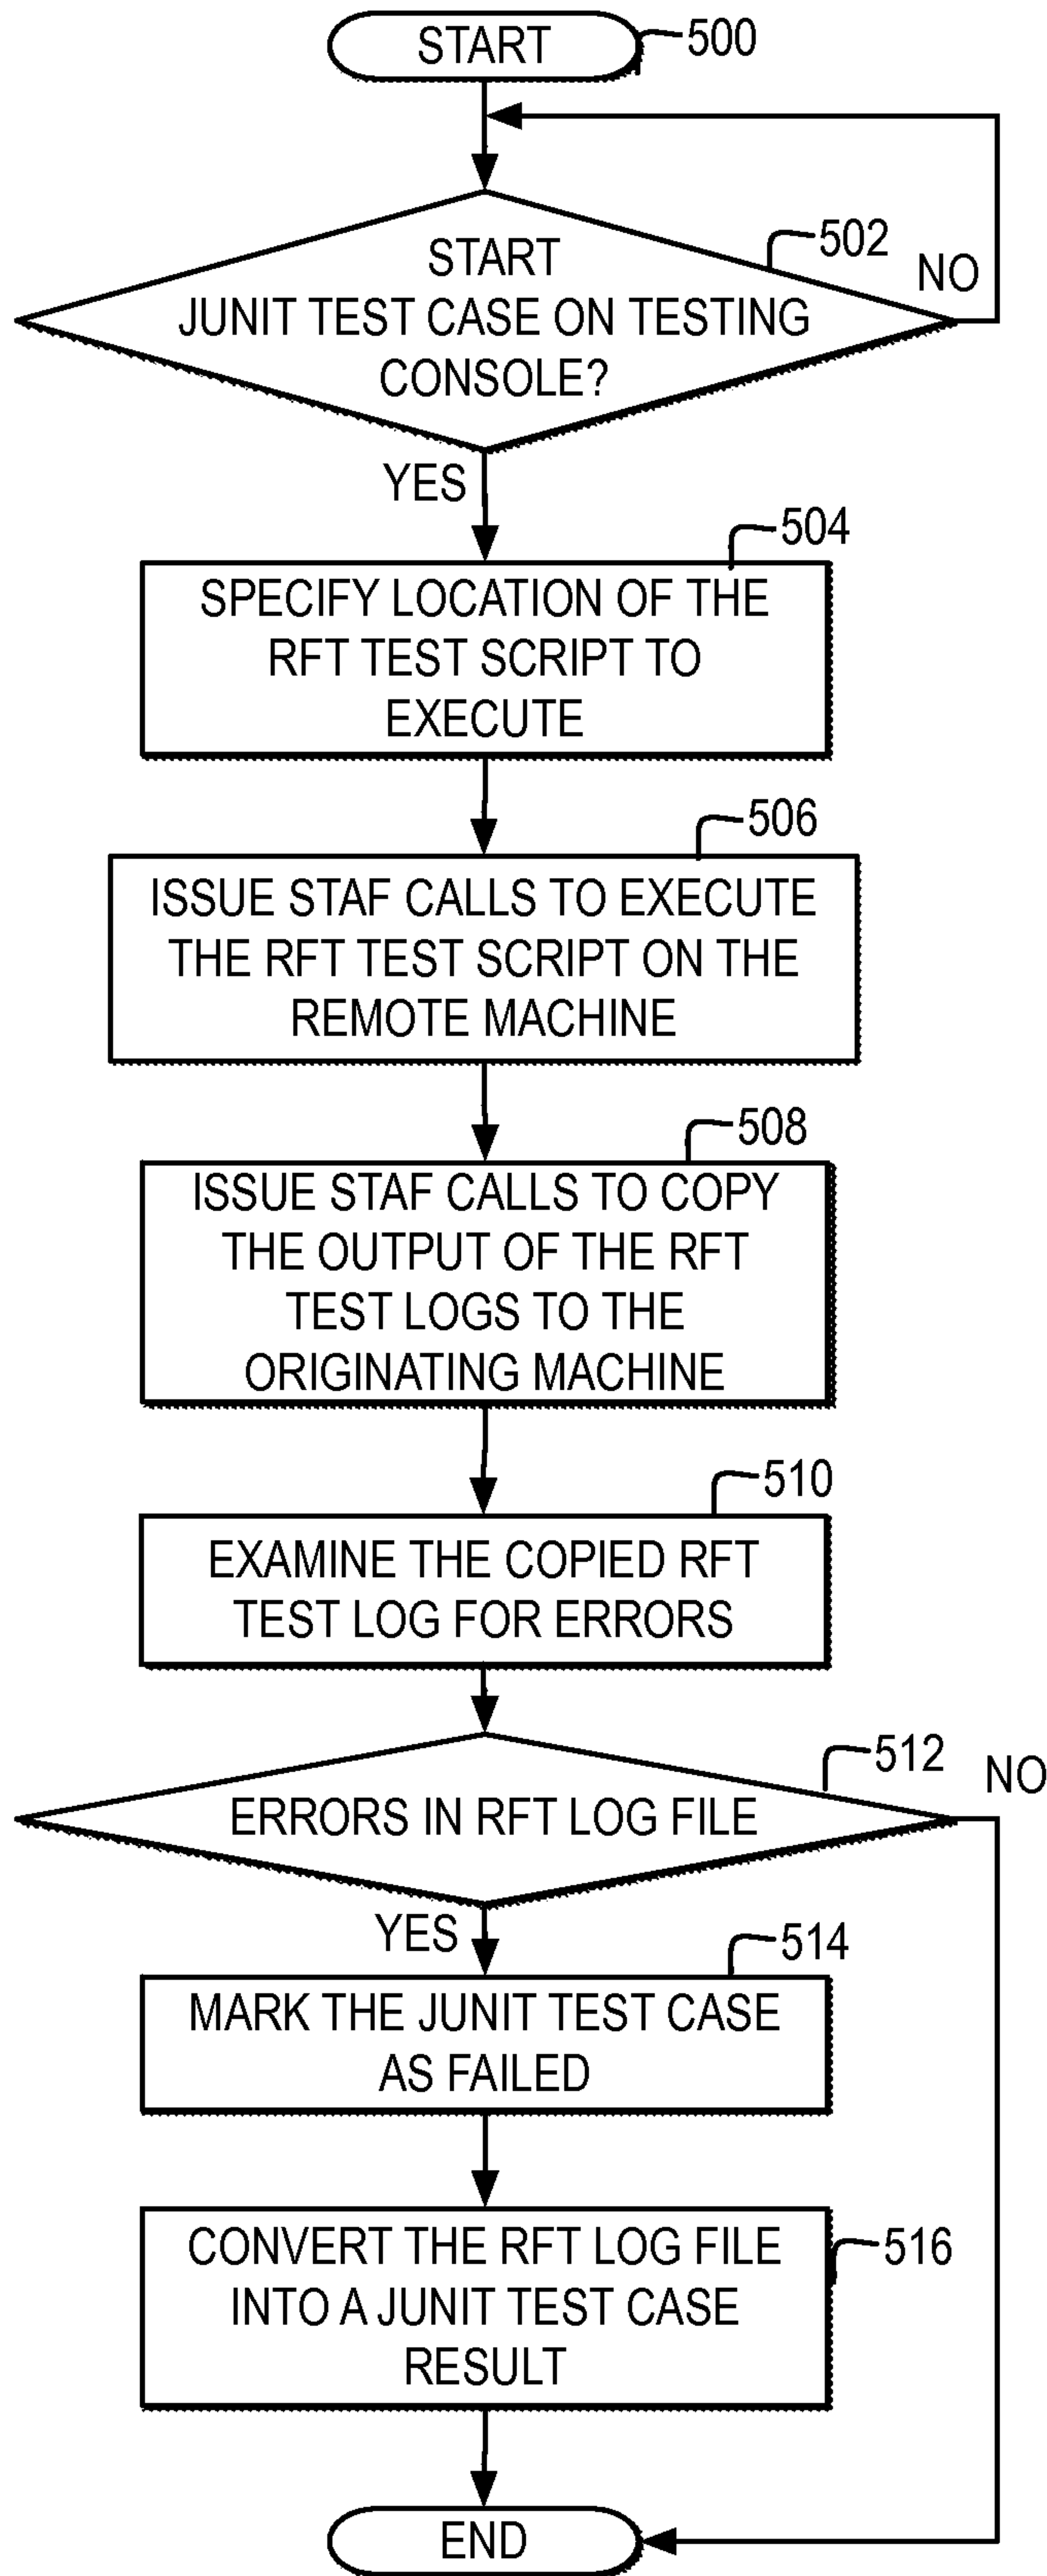 START
500
START
502
NO
JUNIT TEST CASE ON TESTING
CONSOLE?
YES
504
SPECIFY LOCATION OF THE
RFT TEST SCRIPT TO
EXECUTE
506
ISSUE STAF CALLS TO EXECUTE
THE RFT TEST SCRIPT ON THE
REMOTE MACHINE
508
ISSUE STAF CALLS TO COPY
THE OUTPUT OF THE RFT
TEST LOGS TO THE
ORIGINATING MACHINE
510
EXAMINE THE COPIED RFT
TEST LOG FOR ERRORS
512
NO
ERRORS IN RFT LOG FILE
YES
514
MARK THE JUNIT TEST CASE
AS FAILED
CONVERT THE RFT LOG FILE
INTO A JUNIT TEST CASE
RESULT
516
END